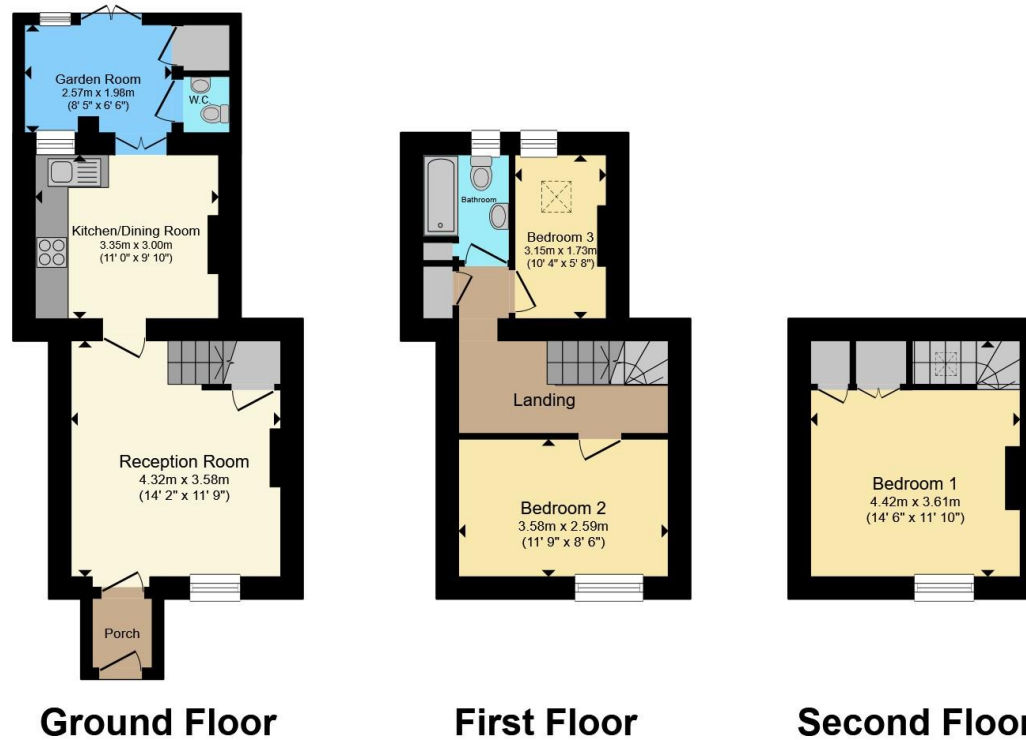 Garden Room
2.57m x 1.98m
(8' 5" x 6' 6")
W.C.
Kitchen/Dining Room
3.35m x 3.00m
(11' 0" x 9' 10")
Reception Room
4.32m x 3.58m
(14' 2" x 11' 9")
Porch
Ground Floor
Bathroom
Bedroom 3
3.15m x 1.73m
(10' 4" x 5' 8")
Landing
Bedroom 2
3.58m x 2.59m
(11' 9" x 8' 6")
First Floor
Bedroom 1
4.42m x 3.61m
(14' 6" x 11' 10")
Second Floor